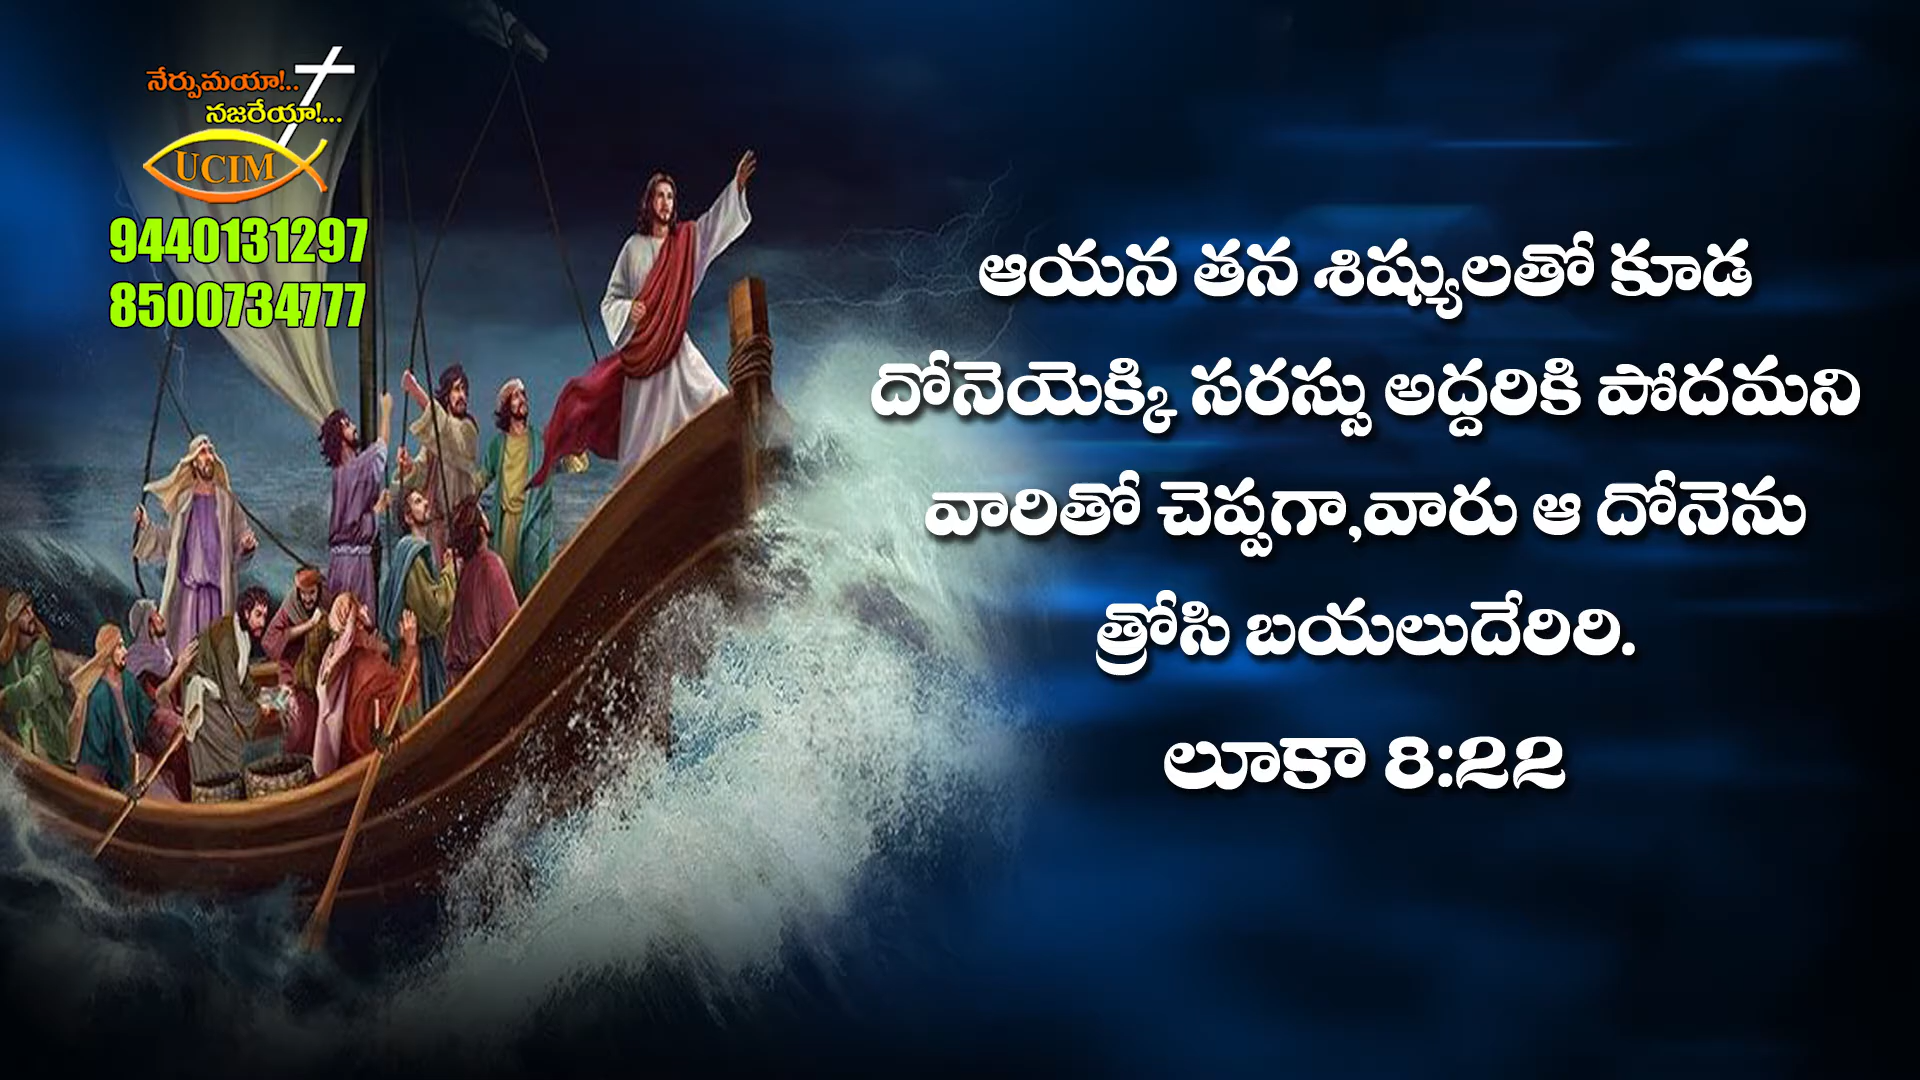 నేర్పుమయా!..
నజరేయా!...
UCIM
9440131297
8500734777
ఆయన తన శిష్యులతో కూడ
దోనెయెక్కి సరస్సు అద్దరికి పోదమని
వారితో చెప్పగా,వారు ఆ దోనెను
త్రోసి బయలుదేరిరి.
లూకా 8:22